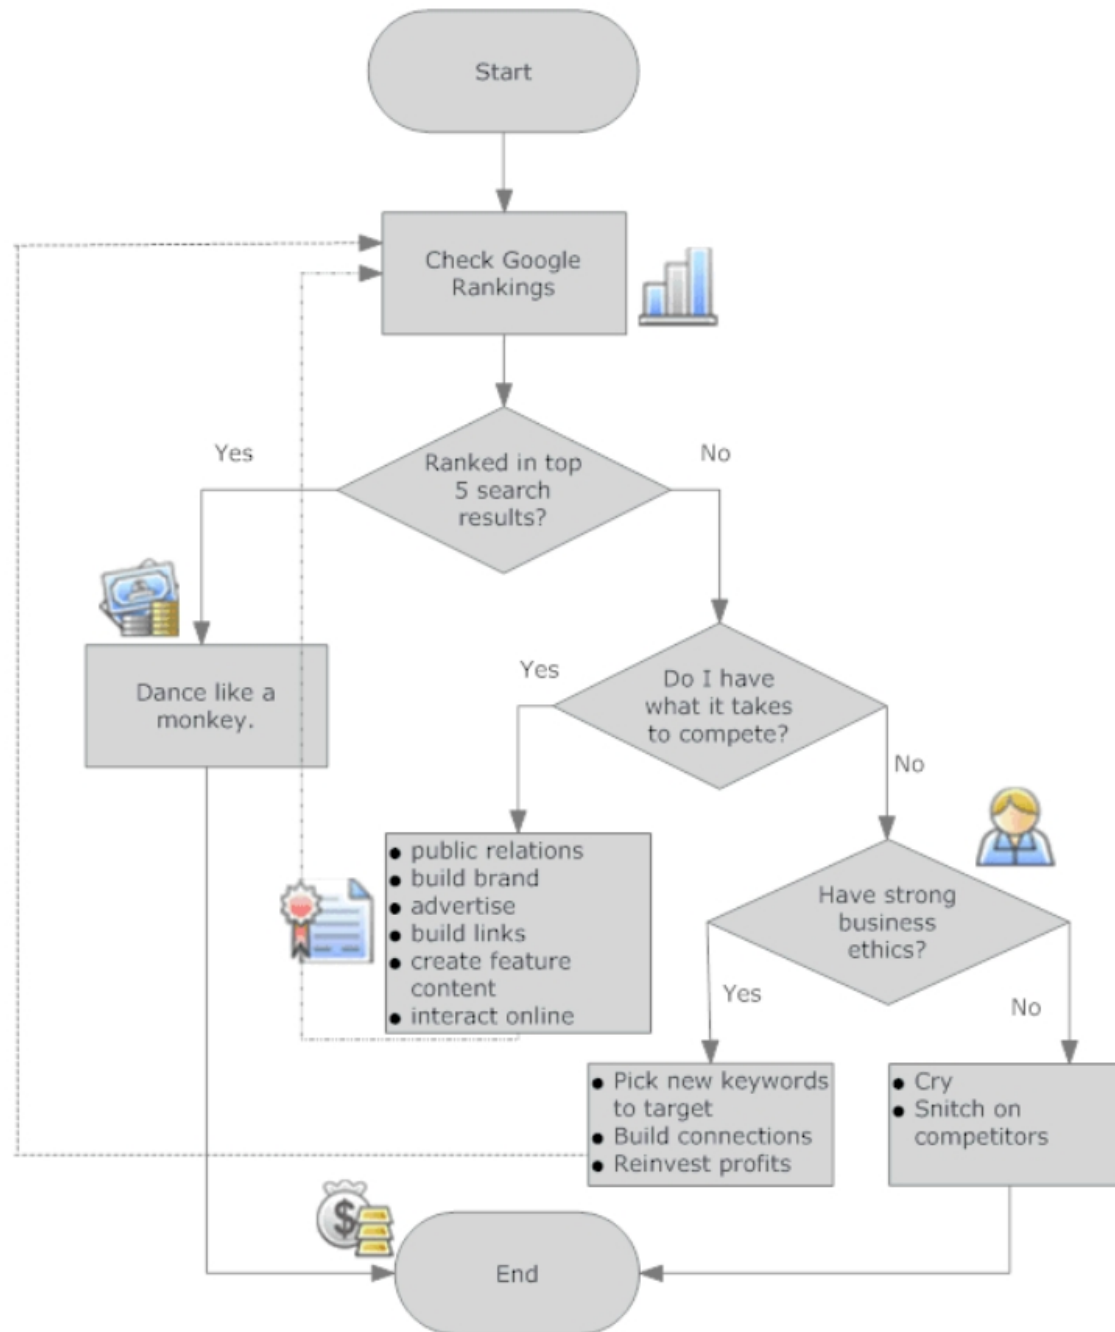 Start
Check Google
Rankings
Yes
No
Ranked in top
5 search
results?
Dance like a
monkey.
Yes
Do I have
what it takes
to compete?
No
● public relations
● build brand
● advertise
● build links
● create feature
content
● interact online
Have strong
business
ethics?
Yes
No
● Pick new keywords
to target
● Build connections
● Reinvest profits
● Cry
● Snitch on
competitors
$
End